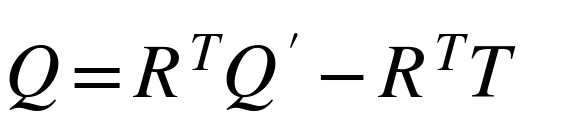 Q = R^T Q' − R^T T